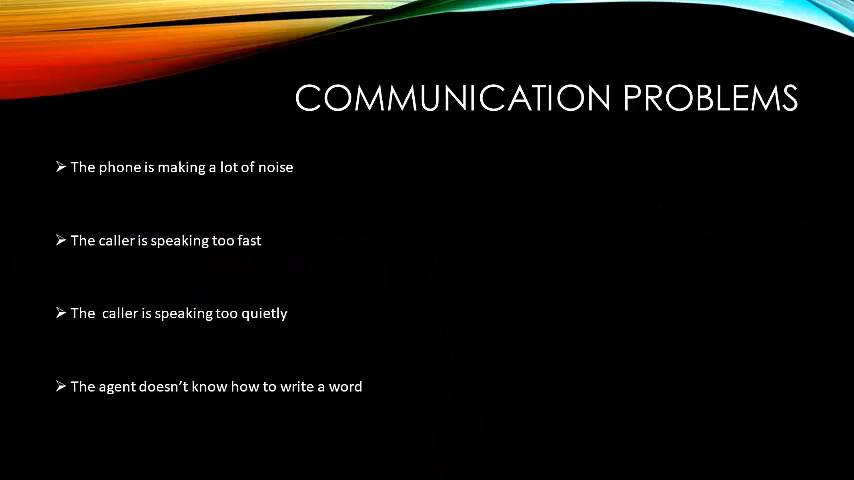 COMMUNICATION PROBLEMS
➢ The phone is making a lot of noise
➢ The caller is speaking too fast
➢ The caller is speaking too quietly
➢ The agent doesn’t know how to write a word